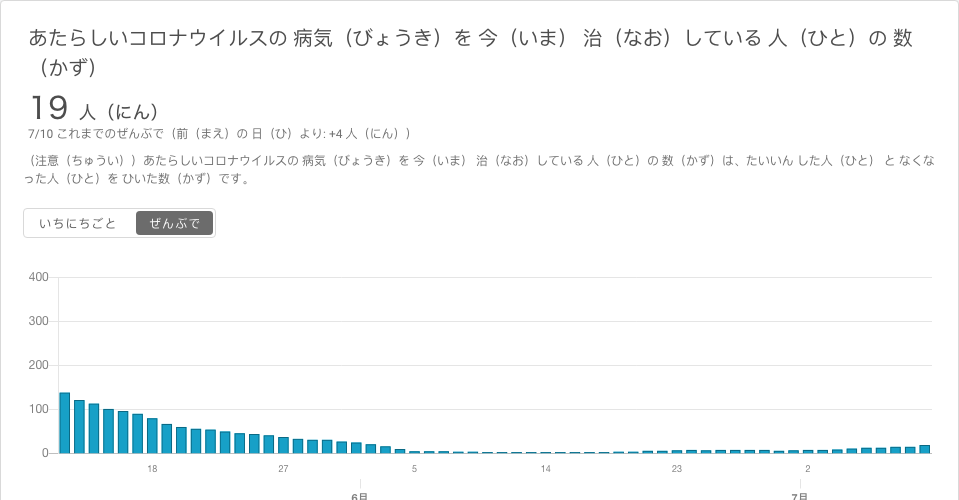 あたらしいコロナウイルスの 病気（びょうき）を 今（いま） 治（なお）している 人（ひと）の 数
（かず）
19 人（にん）
7/10 これまでのぜんぶで（前（まえ）の 日（ひ）より: +4 人（にん））
（注意（ちゅうい））あたらしいコロナウイルスの 病気（びょうき）を 今（いま） 治（なお）している 人（ひと）の 数（かず）は、たいいん した人（ひと） と なくな
った人（ひと）を ひいた数（かず）です。
いちにちごと ぜんぶで
400
300
200
100
0
18 27 5 14 23 2
6月 7月